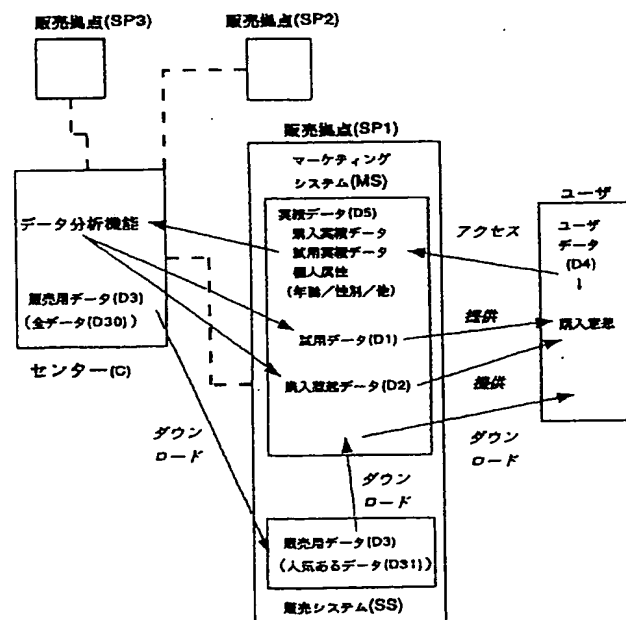 販売拠点(SP3)
販売拠点(SP2)
販売拠点(SP1)
マーケティング
システム(MS)
実績データ(D5)
購入実績データ
試用実績データ
個人属性
(年齢/性別/他)
試用データ(D1)
購入意起データ(D2)
データ分析機能
販売用データ(D3)
(全データ(D30))
センター(C)
ユーザ
ユーザ
データ
(D4)
購入意思
アクセス
提供
提供
ダウン
ロード
ダウン
ロード
ダウン
ロード
販売用データ(D3)
(人気あるデータ(D31))
販売システム(SS)